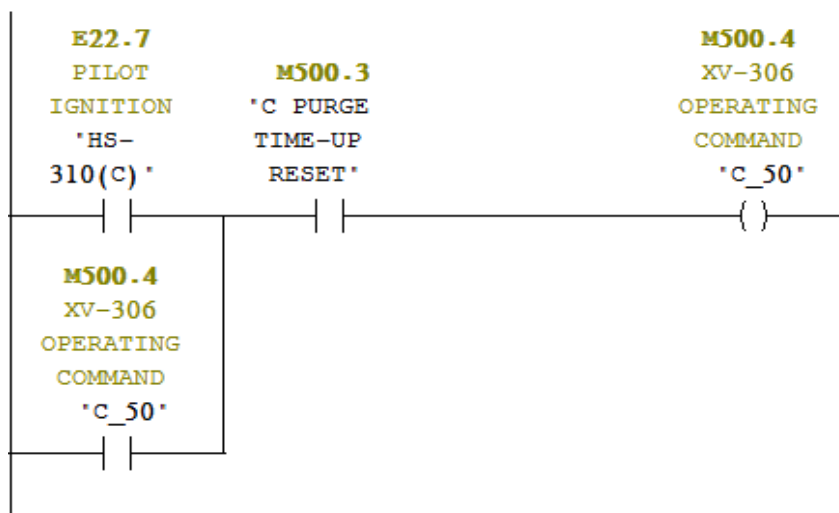 E22.7
PILOT
IGNITION
"HS-
310(C)"
M500.3
"C PURGE
TIME-UP
RESET"
M500.4
XV-306
OPERATING
COMMAND
"C_50"
M500.4
XV-306
OPERATING
COMMAND
"C_50"